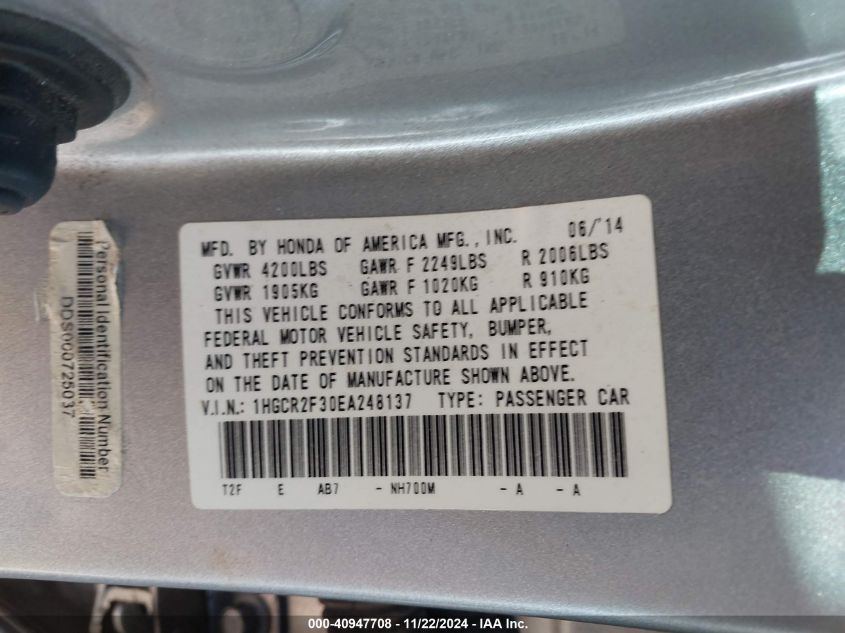 MFD. BY HONDA OF AMERICA MFG., INC. 06/'14
GVWR 4200LBS GAWR F 2249LBS R 2006LBS
GVWR 1905KG GAWR F 1020KG R 910KG
THIS VEHICLE CONFORMS TO ALL APPLICABLE
FEDERAL MOTOR VEHICLE SAFETY, BUMPER,
AND THEFT PREVENTION STANDARDS IN EFFECT
ON THE DATE OF MANUFACTURE SHOWN ABOVE.
V.I.N.: 1HGCR2F30EA248137 TYPE: PASSENGER CAR
T2F E AB7 - NH700M - A - A
Personal Identification Number
DDS000725037
000-40947708 - 11/22/2024 - IAA Inc.